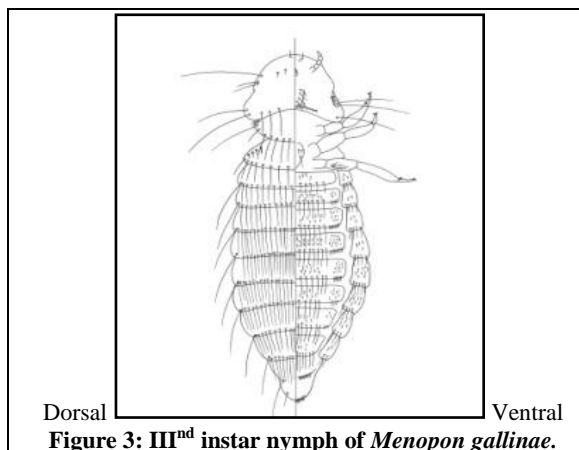 Dorsal Ventral
Figure 3: IIInd instar nymph of Menopon gallinae.